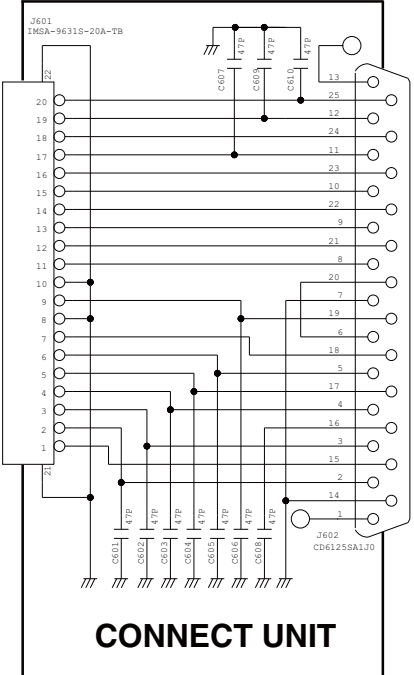 J601
IMSA-9631S-20A-TB
22
47P
47P
47P
C607
C609
C610
13
20
25
19
12
18
24
17
11
16
23
15
10
14
22
13
9
12
21
11
8
10
20
9
7
8
19
7
6
6
18
5
5
4
17
3
4
2
16
1
3
15
21
2
14
1
47P
47P
47P
47P
47P
47P
47P
C601
C602
C603
C604
C605
C606
C608
J602
CD6125SA1J0
CONNECT UNIT